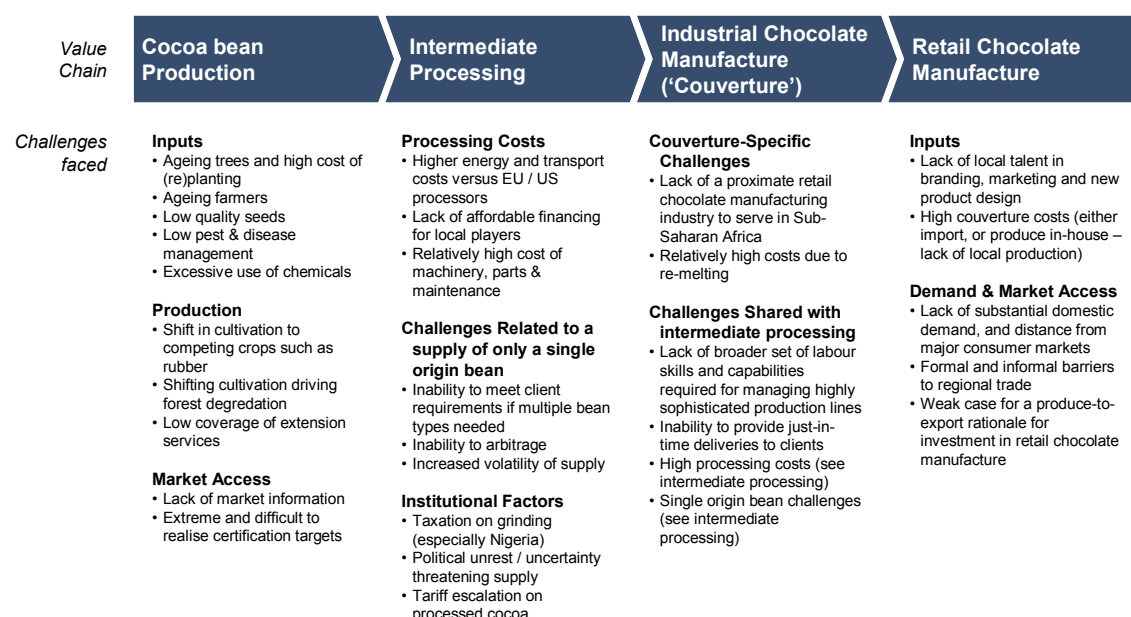 Value
Chain
Cocoa bean
Production
Intermediate
Processing
Industrial Chocolate
Manufacture
(‘Couverture’)
Retail Chocolate
Manufacture
Challenges
faced
Inputs
• Ageing trees and high cost of
(re)planting
• Ageing farmers
• Low quality seeds
• Low pest & disease
management
• Excessive use of chemicals
Production
• Shift in cultivation to
competing crops such as
rubber
• Shifting cultivation driving
forest degredation
• Low coverage of extension
services
Market Access
• Lack of market information
• Extreme and difficult to
realise certification targets
Processing Costs
• Higher energy and transport
costs versus EU / US
processors
• Lack of affordable financing
for local players
• Relatively high cost of
machinery, parts &
maintenance
Challenges Related to a
supply of only a single
origin bean
• Inability to meet client
requirements if multiple bean
types needed
• Inability to arbitrage
• Increased volatility of supply
Institutional Factors
• Taxation on grinding
(especially Nigeria)
• Political unrest / uncertainty
threatening supply
• Tariff escalation on
processed cocoa
Couverture-Specific
Challenges
• Lack of a proximate retail
chocolate manufacturing
industry to serve in Sub-
Saharan Africa
• Relatively high costs due to
re-melting
Challenges Shared with
intermediate processing
• Lack of broader set of labour
skills and capabilities
required for managing highly
sophisticated production lines
• Inability to provide just-in-
time deliveries to clients
• High processing costs (see
intermediate processing)
• Single origin bean challenges
(see intermediate
processing)
Inputs
• Lack of local talent in
branding, marketing and new
product design
• High couverture costs (either
import, or produce in-house –
lack of local production)
Demand & Market Access
• Lack of substantial domestic
demand, and distance from
major consumer markets
• Formal and informal barriers
to regional trade
• Weak case for a produce-to-
export rationale for
investment in retail chocolate
manufacture